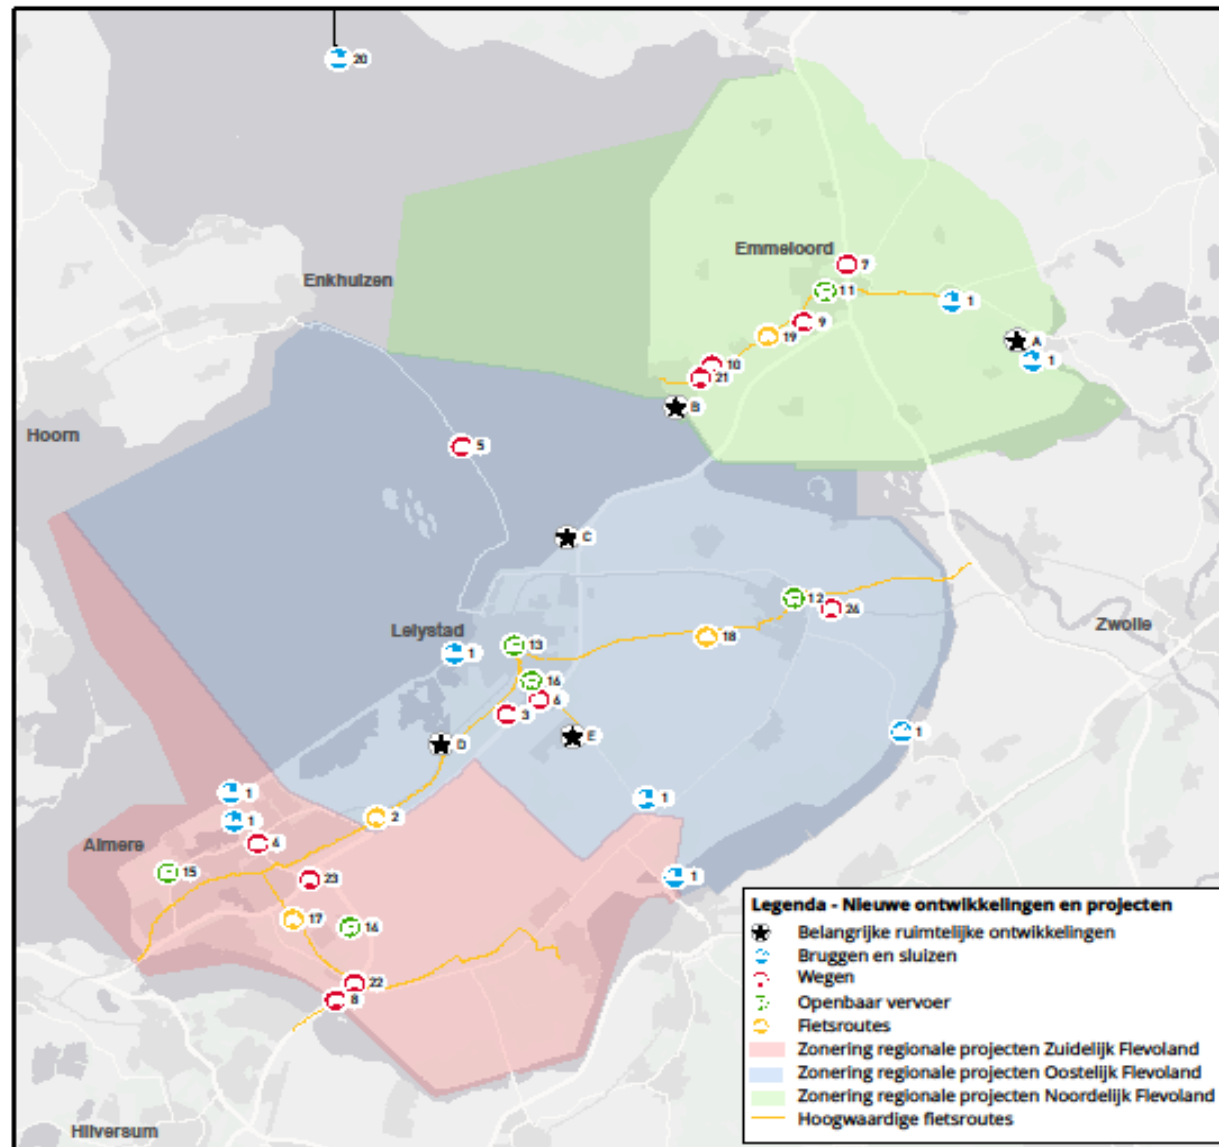 20
Emmeloord
7
Enkhuizen
11
1
9
19
A
1
10
21
B
Hoorn
5
C
12
24
Zwolle
Lelystad
18
13
1
14
6
3
1
D
E
1
1
2
1
4
Almere
15
23
1
17
14
22
8
Legenda - Nieuwe ontwikkelingen en projecten
Belangrijke ruimtelijke ontwikkelingen
Bruggen en sluizen
Wegen
Openbaar vervoer
Fietsroutes
Zonering regionale projecten Zuidelijk Flevoland
Zonering regionale projecten Oostelijk Flevoland
Zonering regionale projecten Noordelijk Flevoland
Hoogwaardige fietsroutes
Hilversum